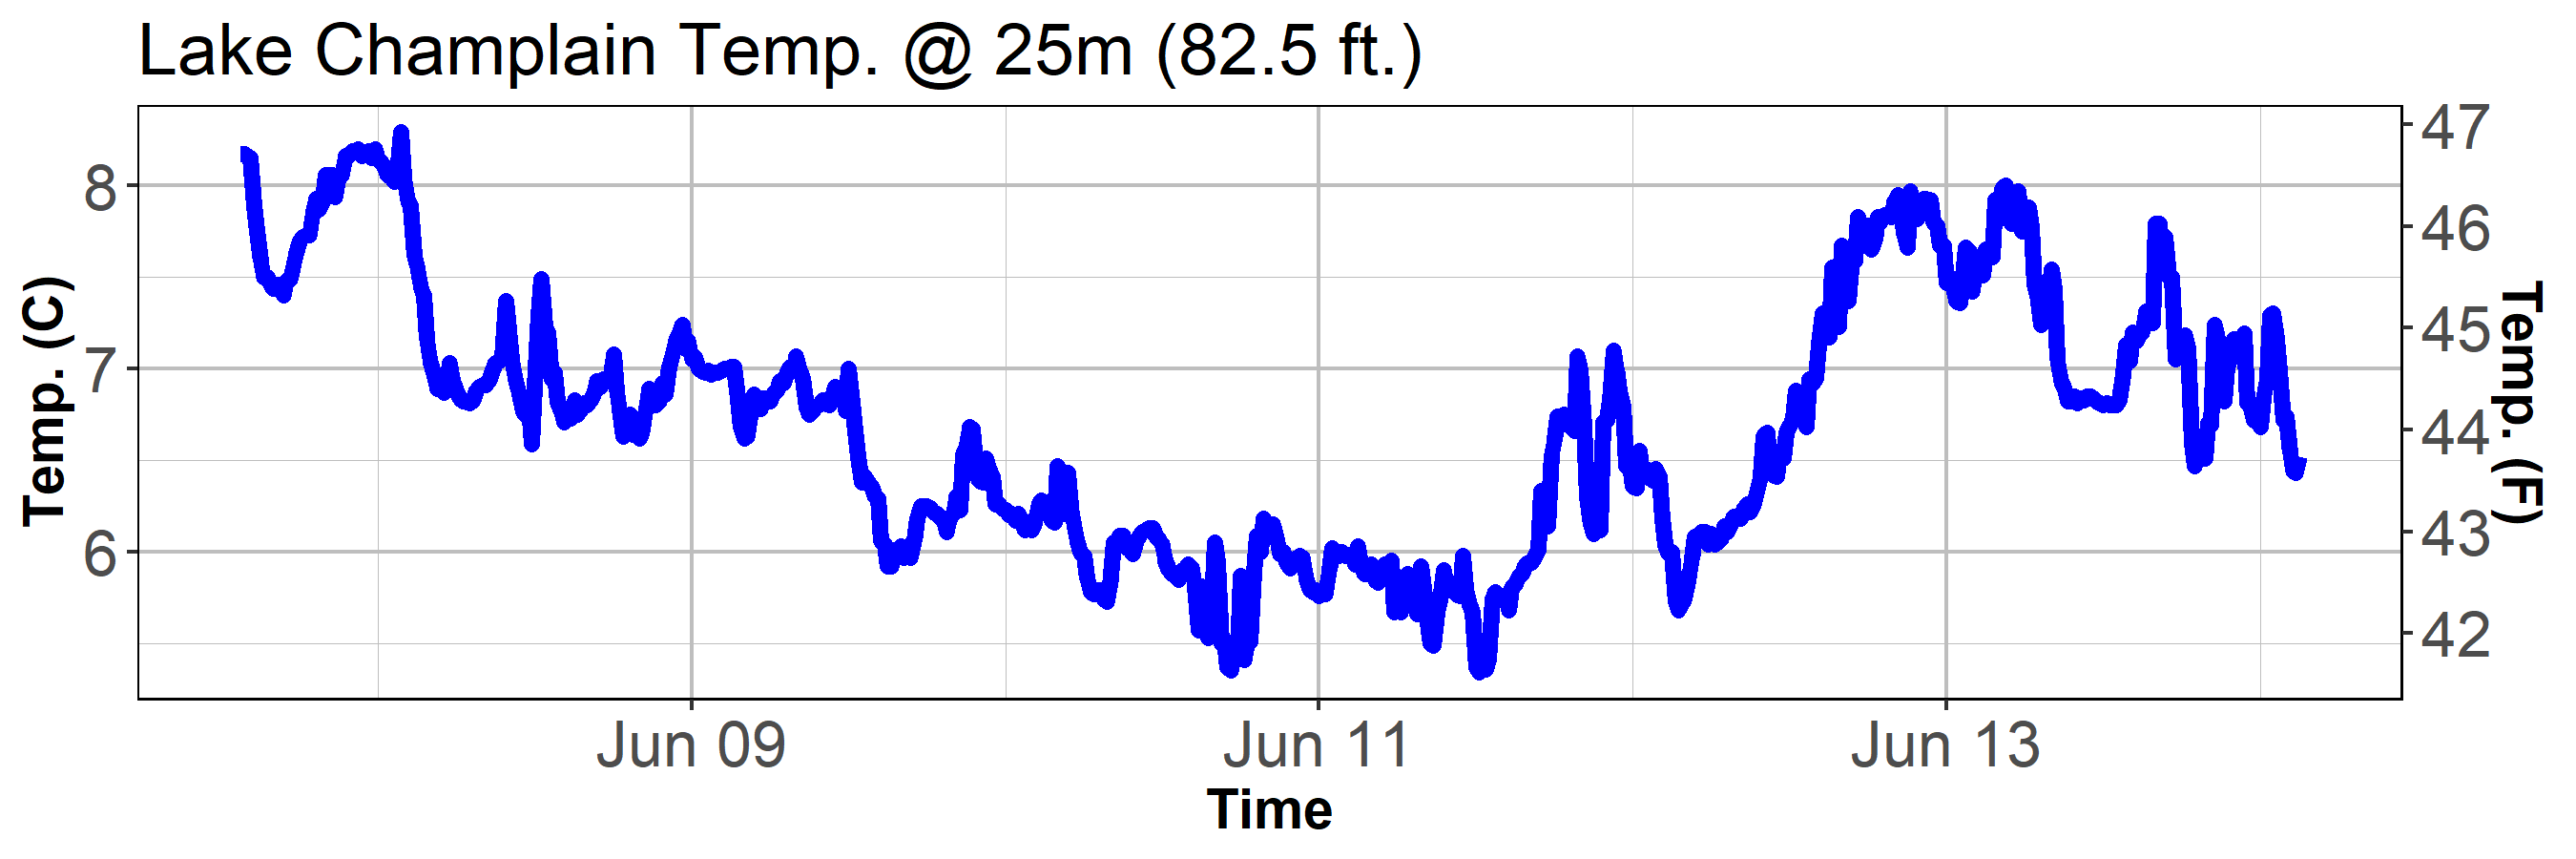 Lake Champlain Temp. @ 25m (82.5 ft.)
Temp. (C)
8
7
6
47
46
45
44
43
42
Temp. (F)
Jun 09 Jun 11 Jun 13
Time